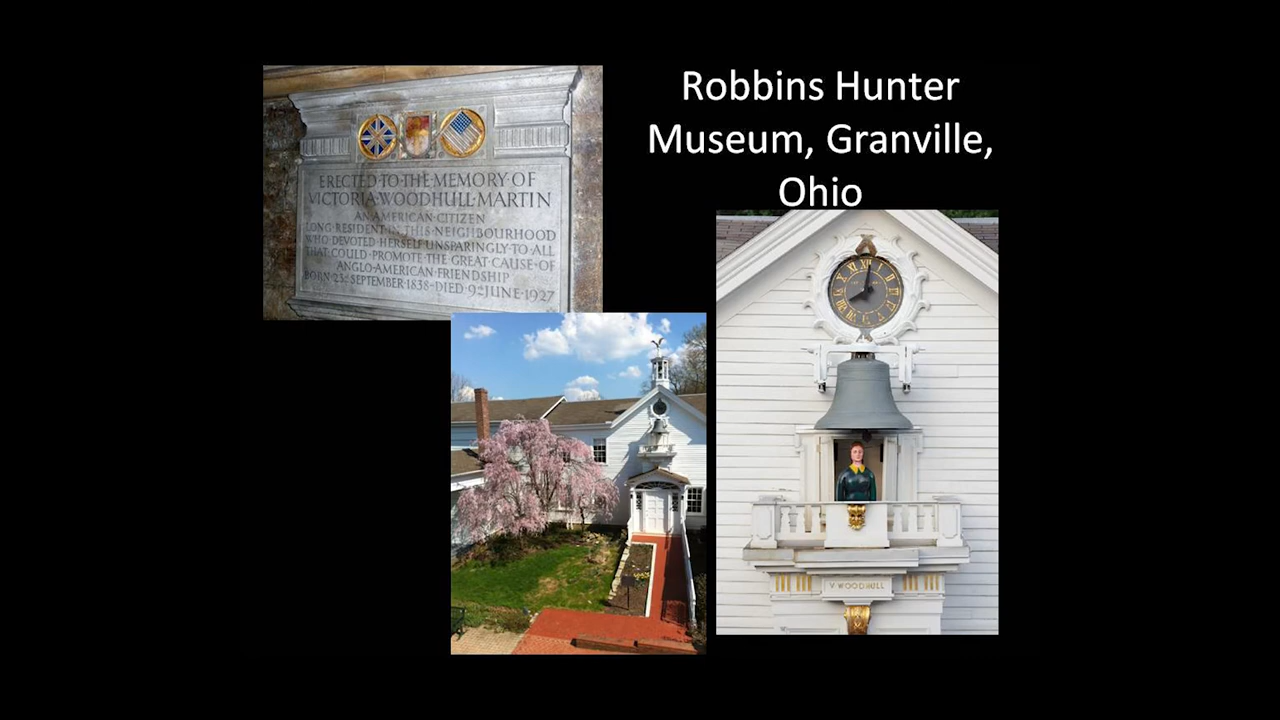 Robbins Hunter
Museum, Granville,
Ohio
ERECTED·TO·THE·MEMORY·OF
VICTORIA·WOODHULL·MARTIN
AN·AMERICAN·CITIZEN
LONG·RESIDENT·IN·THIS·NEIGHBOURHOOD
WHO·DEVOTED·HERSELF·UNSPARINGLY·TO·ALL
THAT·COULD·PROMOTE·THE·GREAT·CAUSE·OF
ANGLO-AMERICAN·FRIENDSHIP
BORN·23RD·SEPTEMBER·1838–DIED·9TH·JUNE·1927
XII
V·WOODHULL